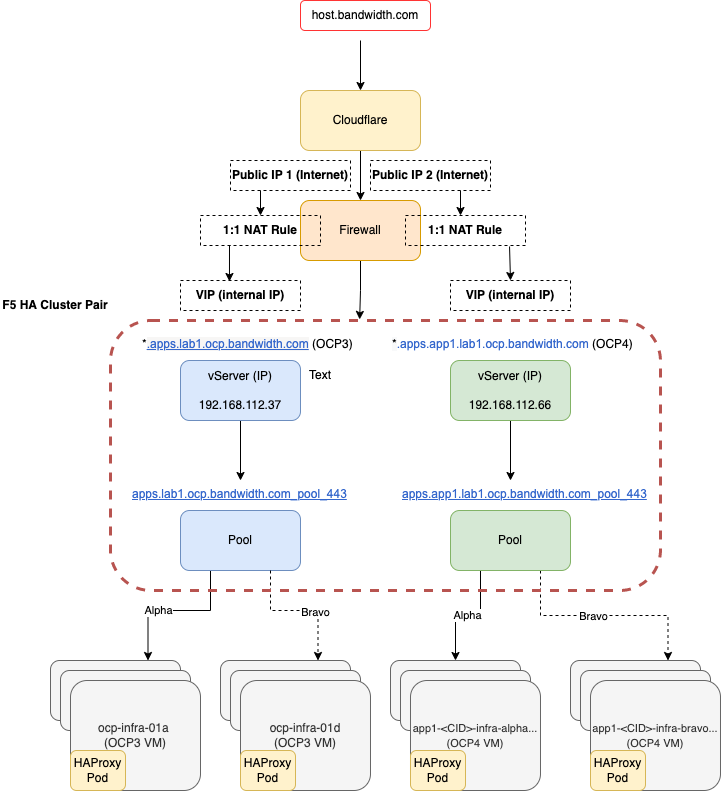 host.bandwidth.com
Cloudflare
Public IP 1 (Internet)
Public IP 2 (Internet)
1:1 NAT Rule
Firewall
1:1 NAT Rule
VIP (internal IP)
VIP (internal IP)
F5 HA Cluster Pair
*.apps.lab1.ocp.bandwidth.com (OCP3)
*.apps.app1.lab1.ocp.bandwidth.com (OCP4)
vServer (IP)
192.168.112.37
Text
vServer (IP)
192.168.112.66
apps.lab1.ocp.bandwidth.com_pool_443
apps.app1.lab1.ocp.bandwidth.com_pool_443
Pool
Pool
Alpha
Bravo
Alpha
Bravo
ocp-infra-01a
(OCP3 VM)
HAProxy
Pod
ocp-infra-01d
(OCP3 VM)
HAProxy
Pod
app1-<CID>-infra-alpha...
(OCP4 VM)
HAProxy
Pod
app1-<CID>-infra-bravo...
(OCP4 VM)
HAProxy
Pod